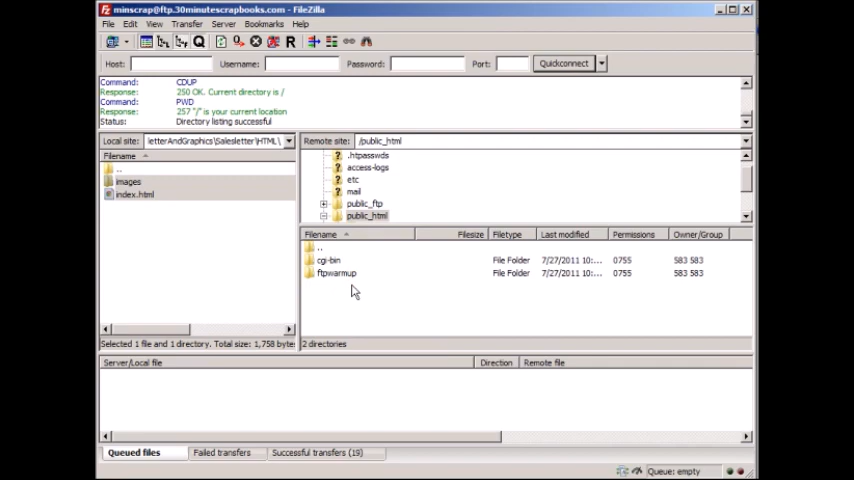 minscrap@ftp.30minutescrapbooks.com - FileZilla
File Edit View Transfer Server Bookmarks Help
Host: Username: Password: Port: Quickconnect
Command: CDUP
Response: 250 OK. Current directory is /
Command: PWD
Response: 257 "/" is your current location
Status: Directory listing successful
Local site: letterAndGraphics\Salesletter\HTML\ Remote site: /public_html
Filename
..
images
index.html
? .htpasswds
? access-logs
? etc
? mail
public_ftp
public_html
Filename Filesize Filetype Last modified Permissions Owner/Group
..
cgi-bin File Folder 7/27/2011 10:... 0755 583 583
ftpwarmup File Folder 7/27/2011 10:... 0755 583 583
Selected 1 file and 1 directory. Total size: 1,758 bytes 2 directories
Server/Local file Direction Remote file
Queued files Failed transfers Successful transfers (19)
Queue: empty